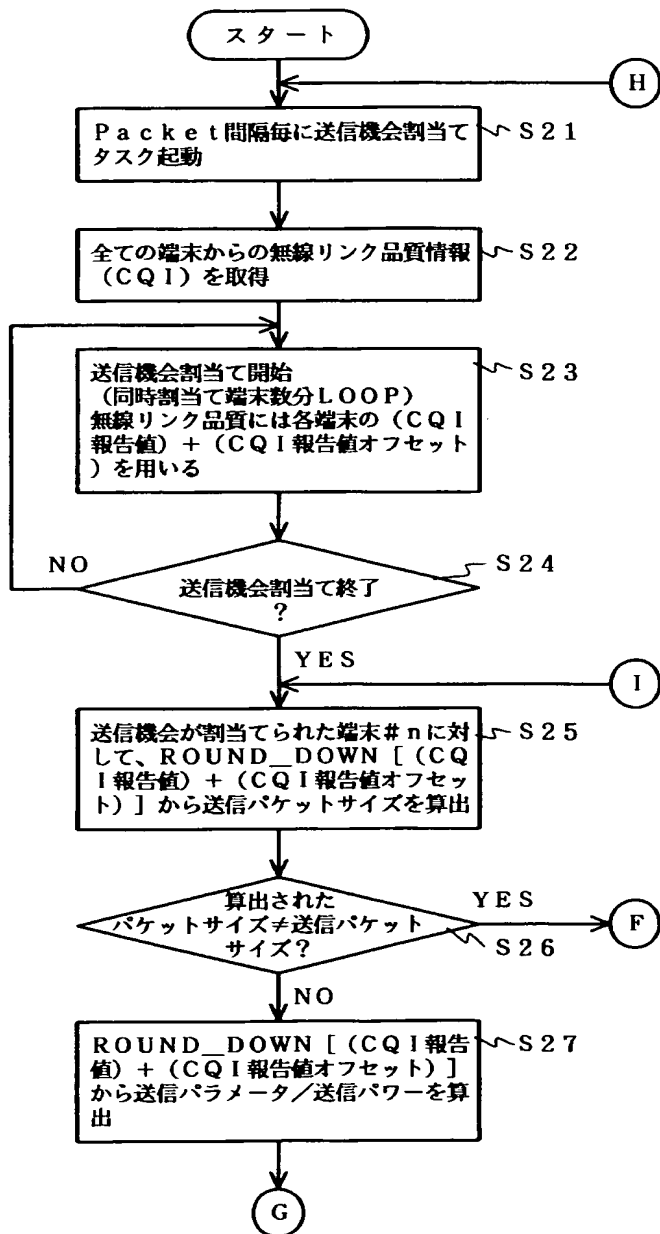 スタート
H
Packet間隔毎に送信機会割当て
タスク起動
S21
全ての端末からの無線リンク品質情報
(CQI)を取得
S22
送信機会割当て開始
(同時割当て端末数分LOOP)
無線リンク品質には各端末の(CQI
報告値)+(CQI報告値オフセット
)を用いる
S23
NO
送信機会割当て終了
?
S24
YES
I
送信機会が割当てられた端末#nに対
して、ROUND_DOWN[(CQ
I報告値)+(CQI報告値オフセッ
ト)]から送信パケットサイズを算出
S25
算出された
パケットサイズ≠送信パケット
サイズ?
YES
S26
F
NO
ROUND_DOWN[(CQI報告
値)+(CQI報告値オフセット)]
から送信パラメータ/送信パワーを算
出
S27
G